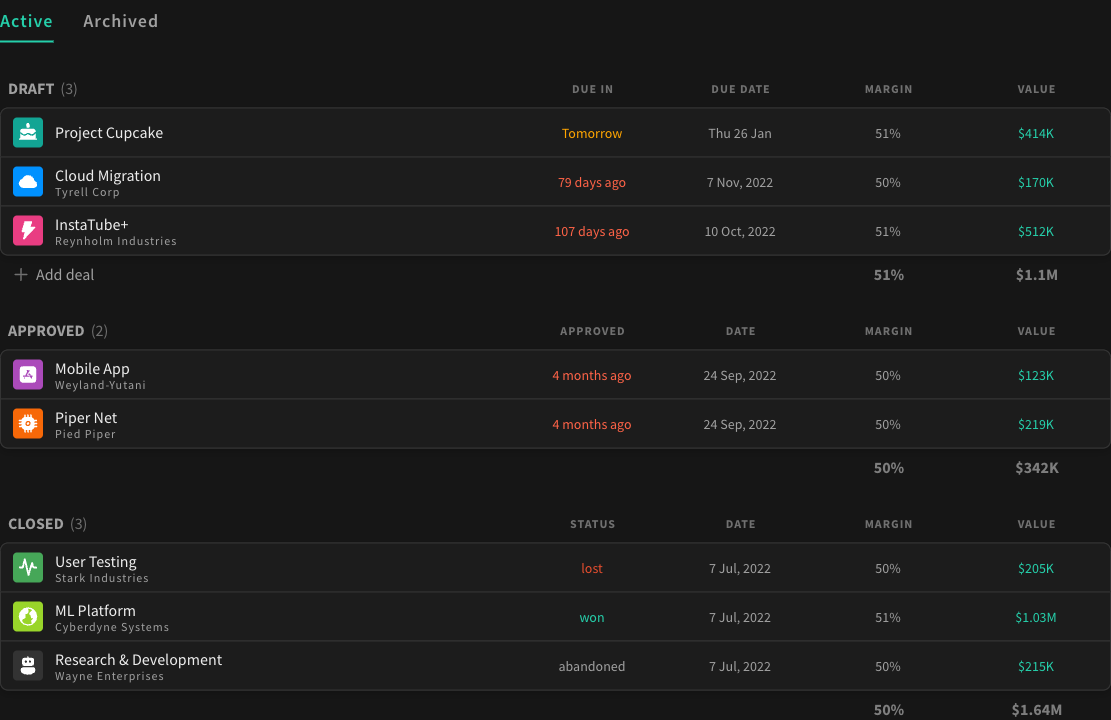 Active Archived
DRAFT (3) DUE IN DUE DATE MARGIN VALUE
Project Cupcake Tomorrow Thu 26 Jan 51% $414K
Cloud Migration
Tyrell Corp 79 days ago 7 Nov, 2022 50% $170K
InstaTube+
Reynholm Industries 107 days ago 10 Oct, 2022 51% $512K
Add deal 51% $1.1M
APPROVED (2) APPROVED DATE MARGIN VALUE
Mobile App
Weyland-Yutani 4 months ago 24 Sep, 2022 50% $123K
Piper Net
Pied Piper 4 months ago 24 Sep, 2022 50% $219K
50% $342K
CLOSED (3) STATUS DATE MARGIN VALUE
User Testing
Stark Industries lost 7 Jul, 2022 50% $205K
ML Platform
Cyberdyne Systems won 7 Jul, 2022 51% $1.03M
Research & Development
Wayne Enterprises abandoned 7 Jul, 2022 50% $215K
50% $1.64M